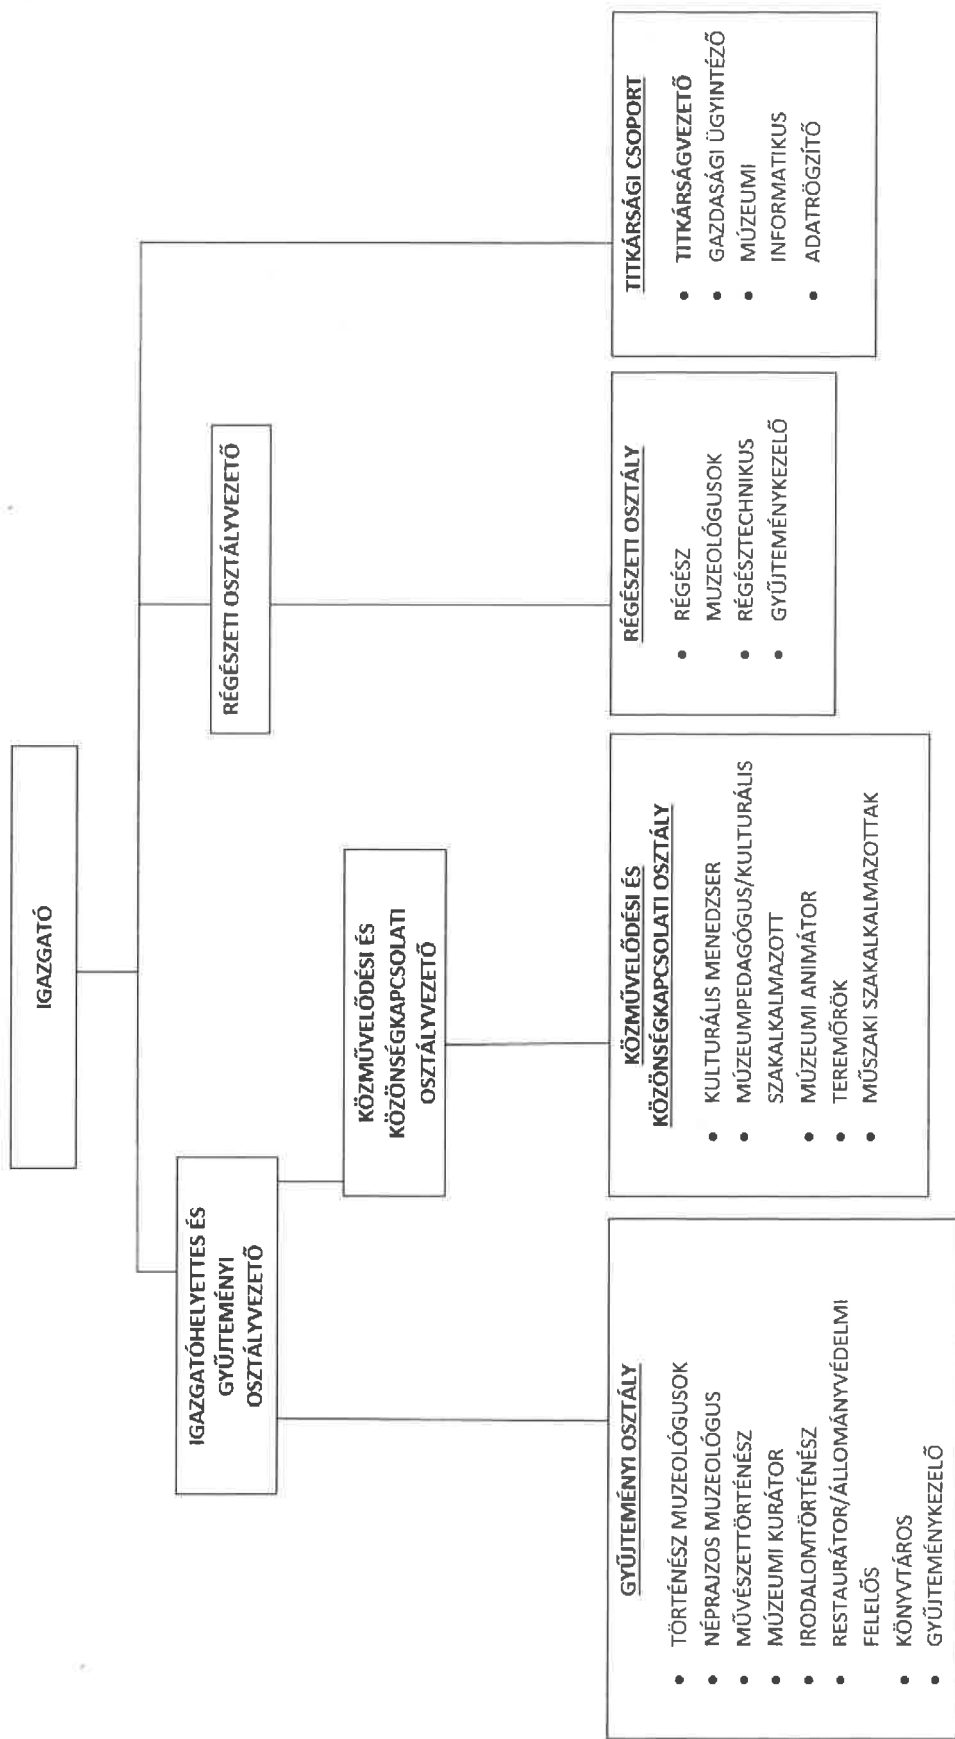 IGAZGATÓ
IGAZGATÓHELYETTES ÉS
GYŰJTEMÉNYI
OSZTÁLYVEZETŐ
RÉGÉSZETI OSZTÁLYVEZETŐ
KÖZMŰVELŐDÉSI ÉS
KÖZÖNSÉGKAPCSOLATI
OSZTÁLYVEZETŐ
GYŰJTEMÉNYI OSZTÁLY
• TÖRTÉNÉSZ MUZEOLÓGUSOK
• NÉPRAJZOS MUZEOLÓGUS
• MŰVÉSZETTÖRTÉNÉSZ
• MÚZEUMI KURÁTOR
• IRODALOMTÖRTÉNÉSZ
• RESTAURÁTOR/ÁLLOMÁNYVÉDELMI
FELELŐS
• KÖNYVTÁROS
• GYŰJTEMÉNYKEZELŐ
KÖZMŰVELŐDÉSI ÉS
KÖZÖNSÉGKAPCSOLATI OSZTÁLY
• KULTURÁLIS MENEDZSER
• MÚZEUMPEDAGÓGUS/KULTURÁLIS
SZAKALKALMAZOTT
• MÚZEUMI ANIMÁTOR
• TEREMŐRÖK
• MŰSZAKI SZAKALKALMAZOTTAK
RÉGÉSZETI OSZTÁLY
• RÉGÉSZ
MUZEOLÓGUSOK
• RÉGÉSZTECHNIKUS
• GYŰJTEMÉNYKEZELŐ
TITKÁRSÁGI CSOPORT
• TITKÁRSÁGVEZETŐ
• GAZDASÁGI ÜGYINTÉZŐ
• MÚZEUMI
INFORMATIKUS
• ADATRÖGZÍTŐ